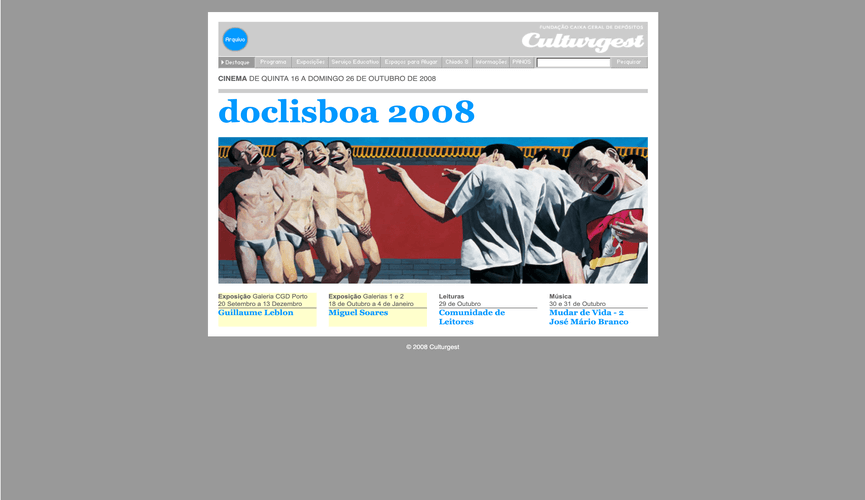 Arquivo
FUNDAÇÃO CAIXA GERAL DE DEPÓSITOS
Culturgest
Destaque Programa Exposições Serviço Educativo Espaços para Alugar Chiado 8 Informações PANOS Pesquisar
CINEMA DE QUINTA 16 A DOMINGO 26 DE OUTUBRO DE 2008
doclisboa 2008
Exposição Galeria CGD Porto
20 Setembro a 13 Dezembro
Guillaume Leblon
Exposição Galerias 1 e 2
18 de Outubro a 4 de Janeiro
Miguel Soares
Leituras
29 de Outubro
Comunidade de
Leitores
Música
30 e 31 de Outubro
Mudar de Vida - 2
José Mário Branco
© 2008 Culturgest